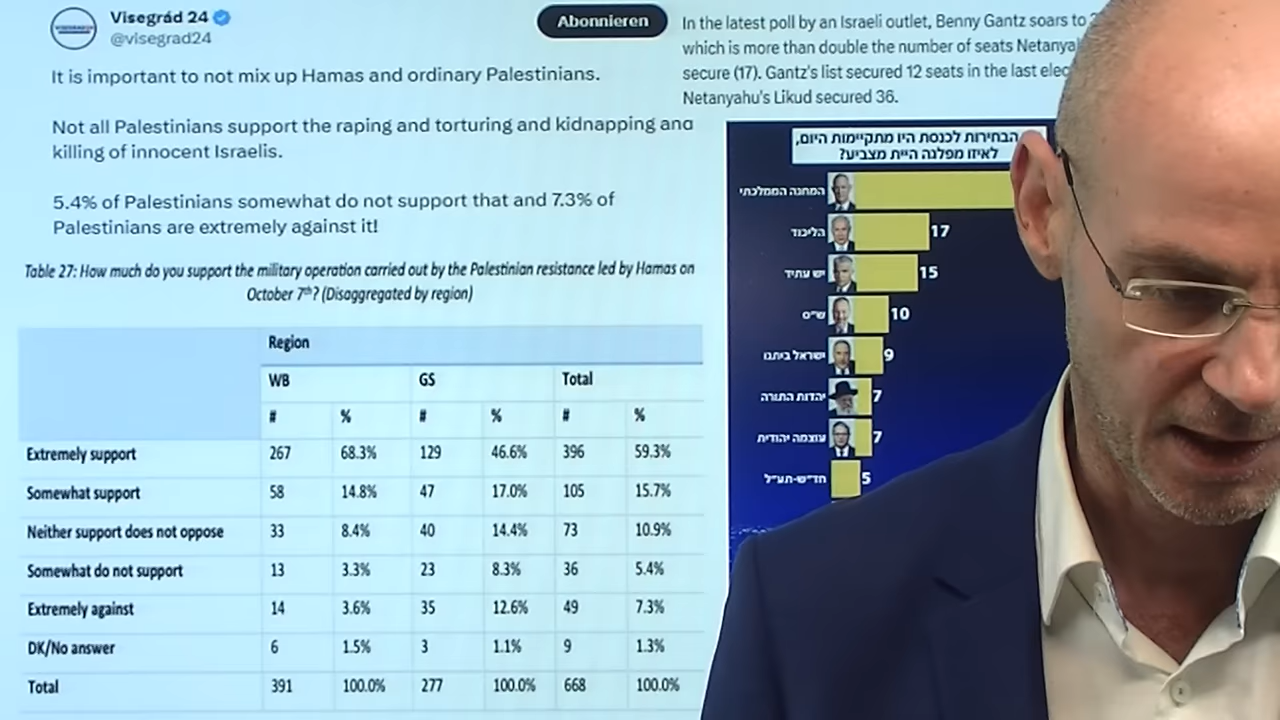 Visegrád 24
@visegrad24
Abonnieren
It is important to not mix up Hamas and ordinary Palestinians.
Not all Palestinians support the raping and torturing and kidnapping and
killing of innocent Israelis.
5.4% of Palestinians somewhat do not support that and 7.3% of
Palestinians are extremely against it!
Table 27: How much do you support the military operation carried out by the Palestinian resistance led by Hamas on
October 7th? (Disaggregated by region)
Region
WB GS Total
# % # % # %
Extremely support 267 68.3% 129 46.6% 396 59.3%
Somewhat support 58 14.8% 47 17.0% 105 15.7%
Neither support does not oppose 33 8.4% 40 14.4% 73 10.9%
Somewhat do not support 13 3.3% 23 8.3% 36 5.4%
Extremely against 14 3.6% 35 12.6% 49 7.3%
DK/No answer 6 1.5% 3 1.1% 9 1.3%
Total 391 100.0% 277 100.0% 668 100.0%
In the latest poll by an Israeli outlet, Benny Gantz soars to
which is more than double the number of seats
secure (17). Gantz's list secured 12 seats in the last
Netanyahu's Likud secured 36.
הבחירות לכנסת היו מתקיימות היום,
לאיזו מפלגה היית מצביע?
המחנה הממלכתי
הליכוד 17
יש עתיד 15
ש"ס 10
ישראל ביתנו 9
יהדות התורה 7
עוצמה יהודית 7
חד"ש-תע"ל 5